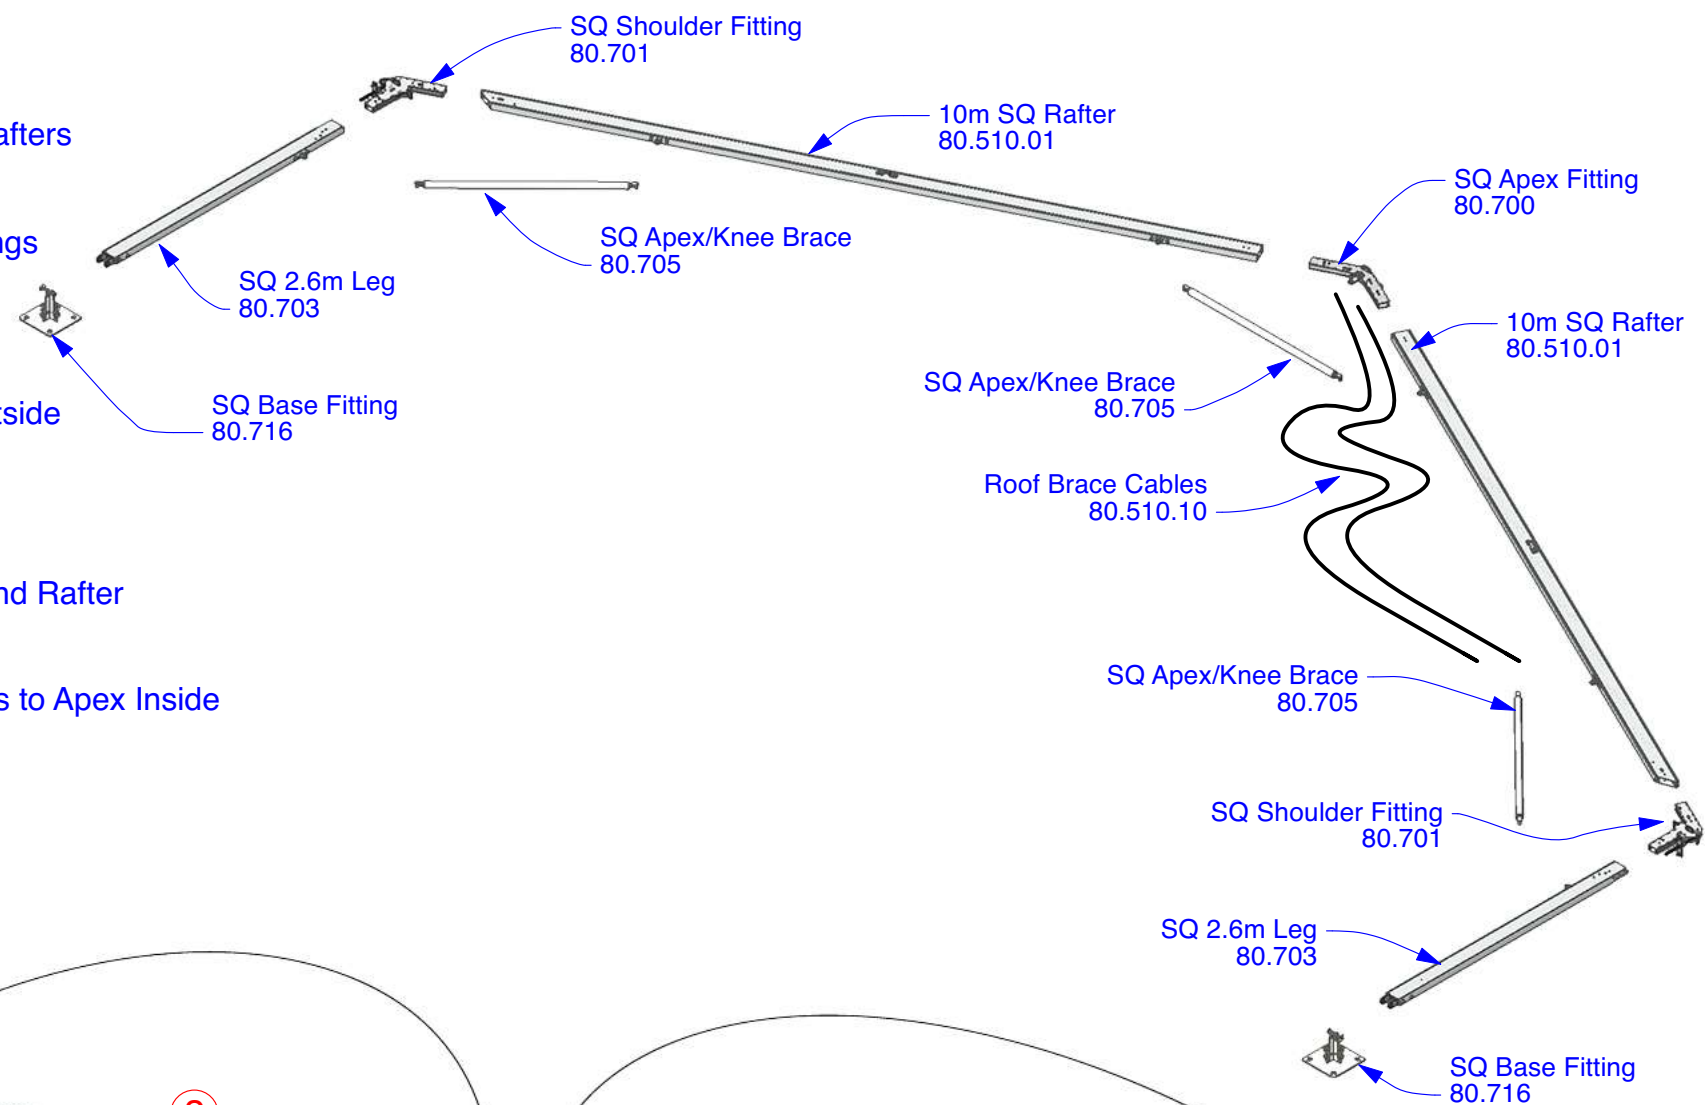 SQ Shoulder Fitting
80.701
10m SQ Rafter
80.510.01
SQ Apex Fitting
80.700
SQ Apex/Knee Brace
80.705
SQ 2.6m Leg
80.703
10m SQ Rafter
80.510.01
SQ Apex/Knee Brace
80.705
SQ Base Fitting
80.716
Roof Brace Cables
80.510.10
nd Rafter
SQ Apex/Knee Brace
80.705
s to Apex Inside
SQ Shoulder Fitting
80.701
SQ 2.6m Leg
80.703
SQ Base Fitting
80.716
afters
ngs
tside